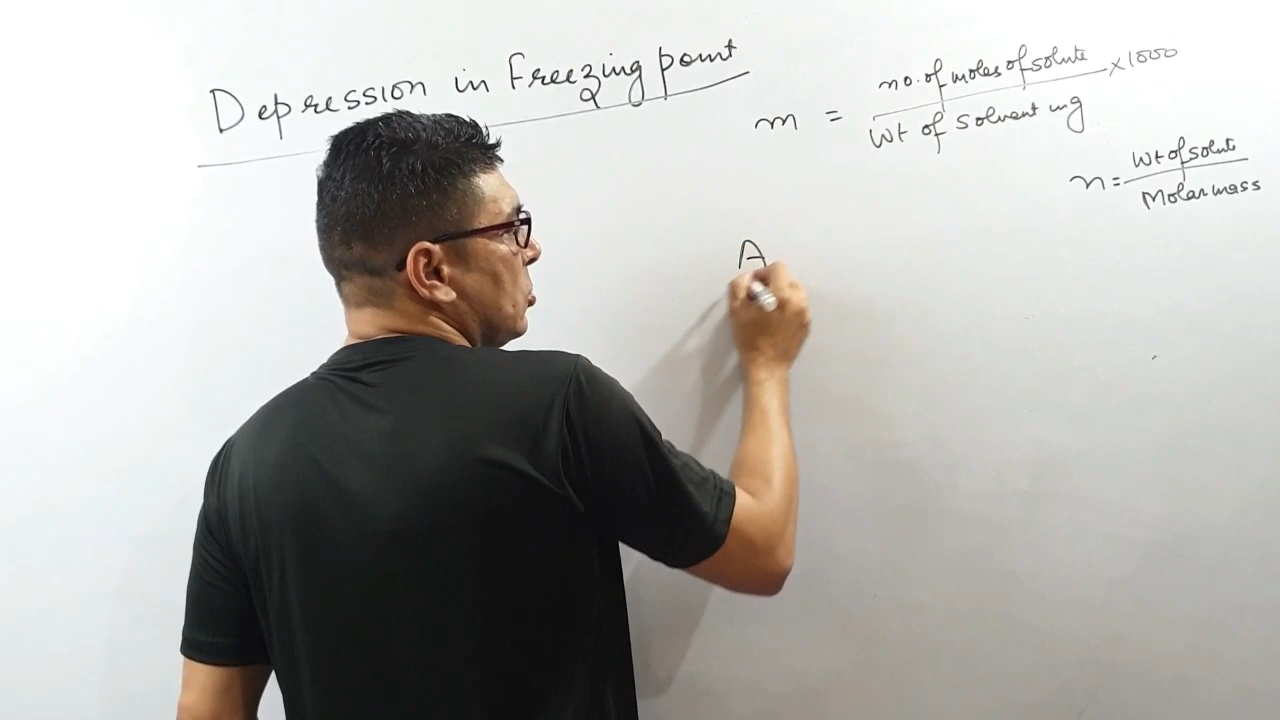 Depression in Freezing point
m = no. of moles of solute × 1000
Wt of Solvent in g
n = Wt of solute
Molar mass
A